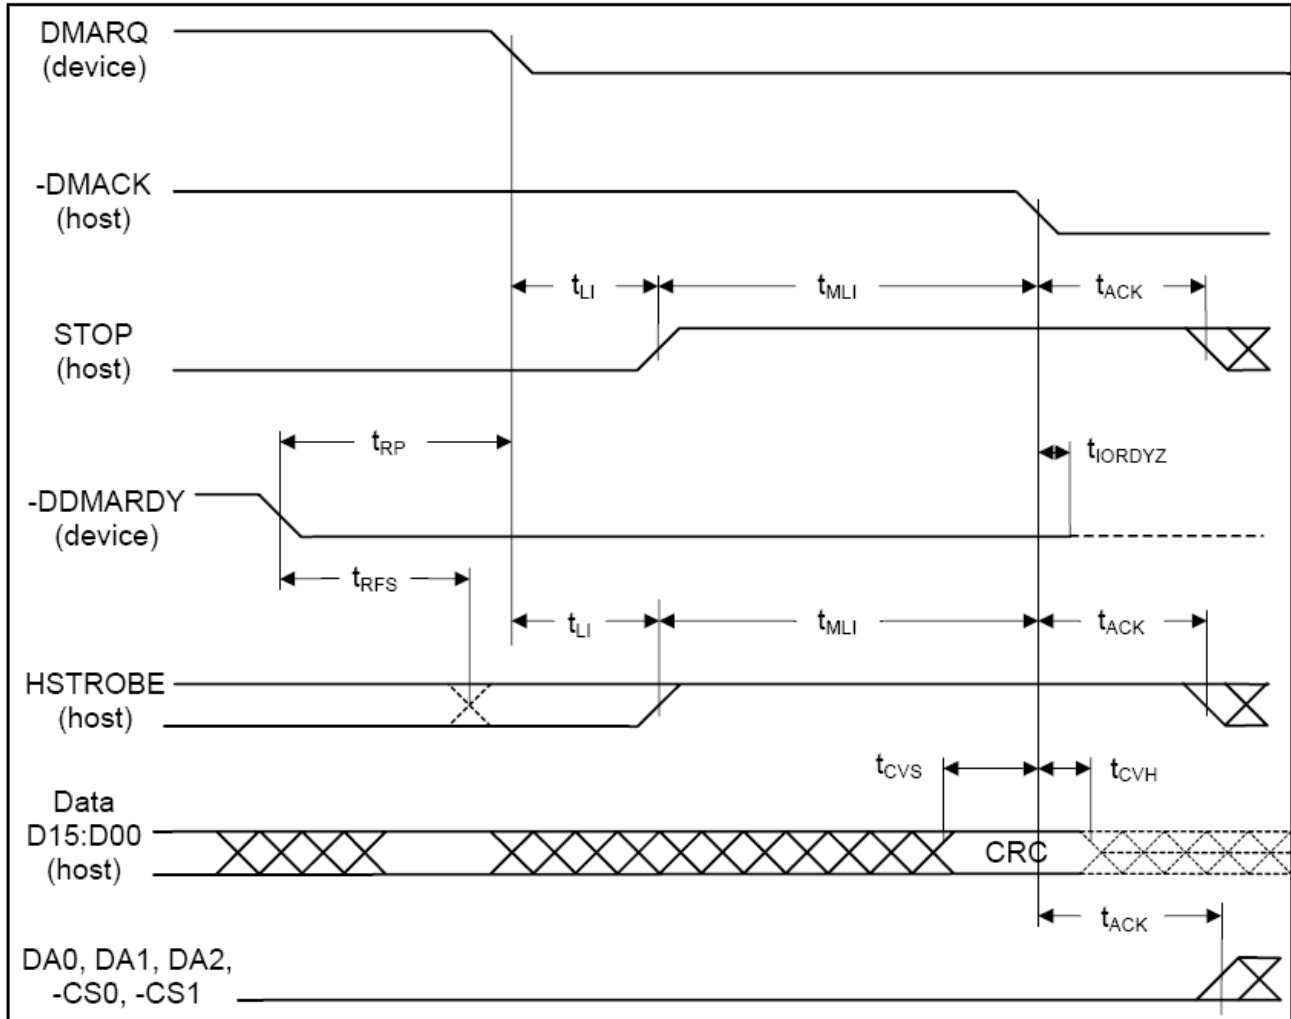 DMARQ
(device)
-DMACK
(host)
tLI
tMLI
tACK
STOP
(host)
tRP
tIORDYZ
-DDMARDY
(device)
tRFS
tLI
tMLI
tACK
HSTROBE
(host)
tCVS
tCVH
Data
D15:D00
(host)
CRC
tACK
DA0, DA1, DA2,
-CS0, -CS1